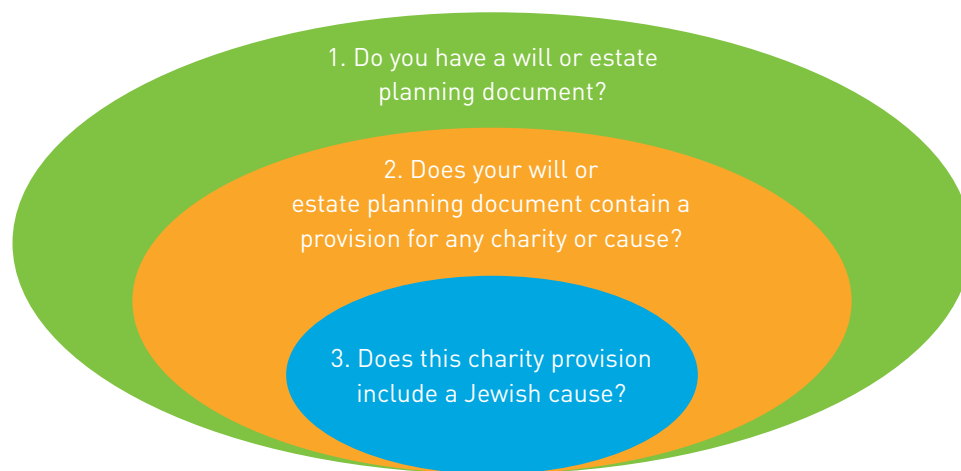 1. Do you have a will or estate
planning document?
2. Does your will or
estate planning document contain a
provision for any charity or cause?
3. Does this charity provision
include a Jewish cause?